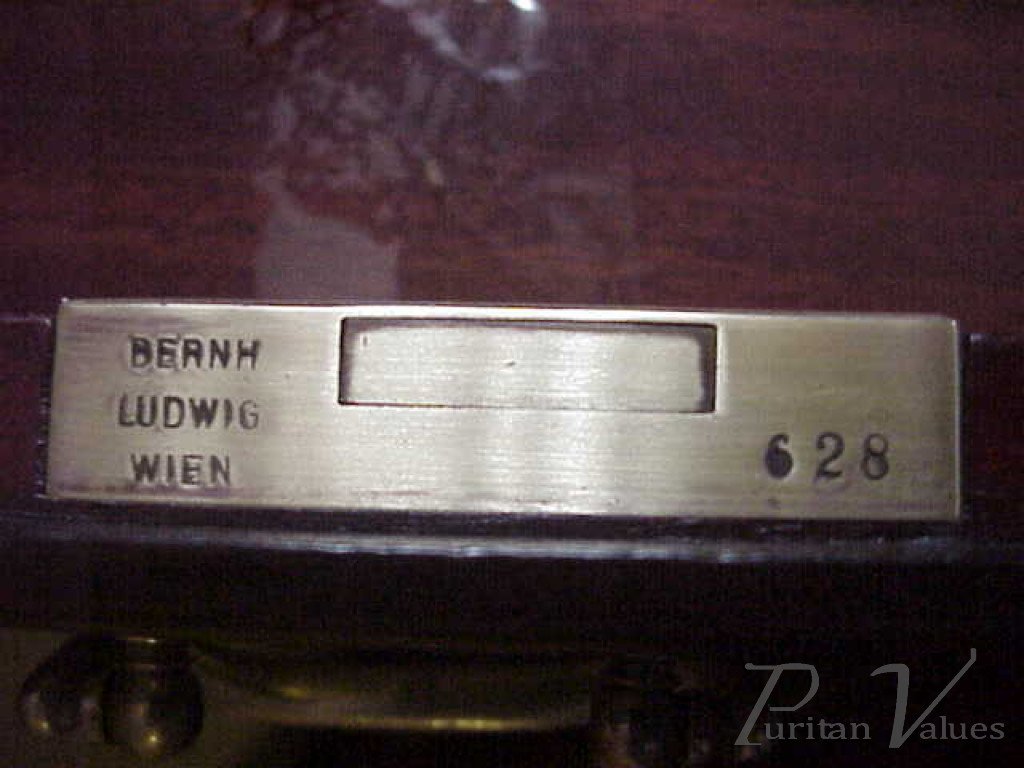 BERNH
LUDWIG
WIEN
628
Puritan Values